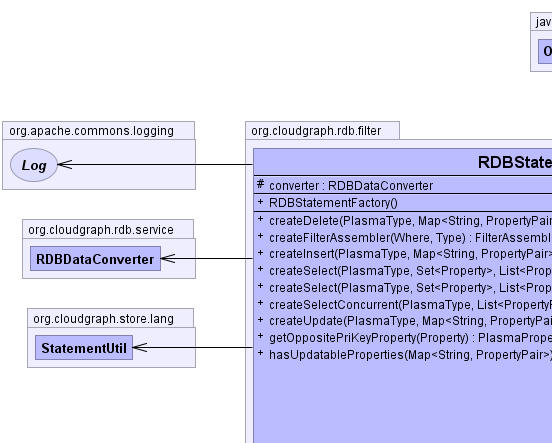 jav
org.apache.commons.logging
Log
org.cloudgraph.rdb.service
RDBDataConverter
org.cloudgraph.store.lang
StatementUtil
org.cloudgraph.rdb.filter
RDBState
# converter : RDBDataConverter
+ RDBStatementFactory()
+ createDelete(PlasmaType, Map<String, PropertyPair
+ createFilterAssembler(Where, Type) : FilterAssembl
+ createInsert(PlasmaType, Map<String, PropertyPair>
+ createSelect(PlasmaType, Set<Property>, List<Prop
+ createSelect(PlasmaType, Set<Property>, List<Prop
+ createSelectConcurrent(PlasmaType, List<PropertyP
+ createUpdate(PlasmaType, Map<String, PropertyPai
+ getOppositePriKeyProperty(Property) : PlasmaPrope
+ hasUpdatableProperties(Map<String, PropertyPair>)